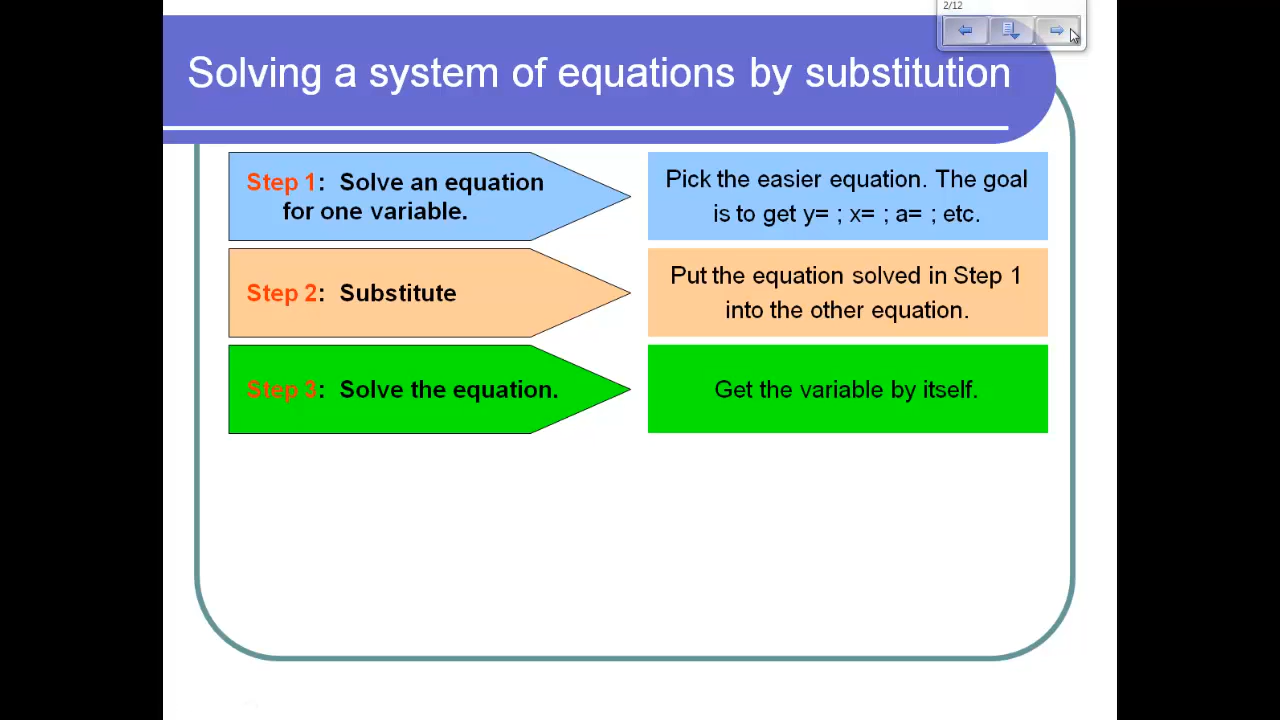 2/12
Solving a system of equations by substitution
Step 1: Solve an equation
for one variable.
Pick the easier equation. The goal
is to get y= ; x= ; a= ; etc.
Step 2: Substitute
Put the equation solved in Step 1
into the other equation.
Step 3: Solve the equation.
Get the variable by itself.